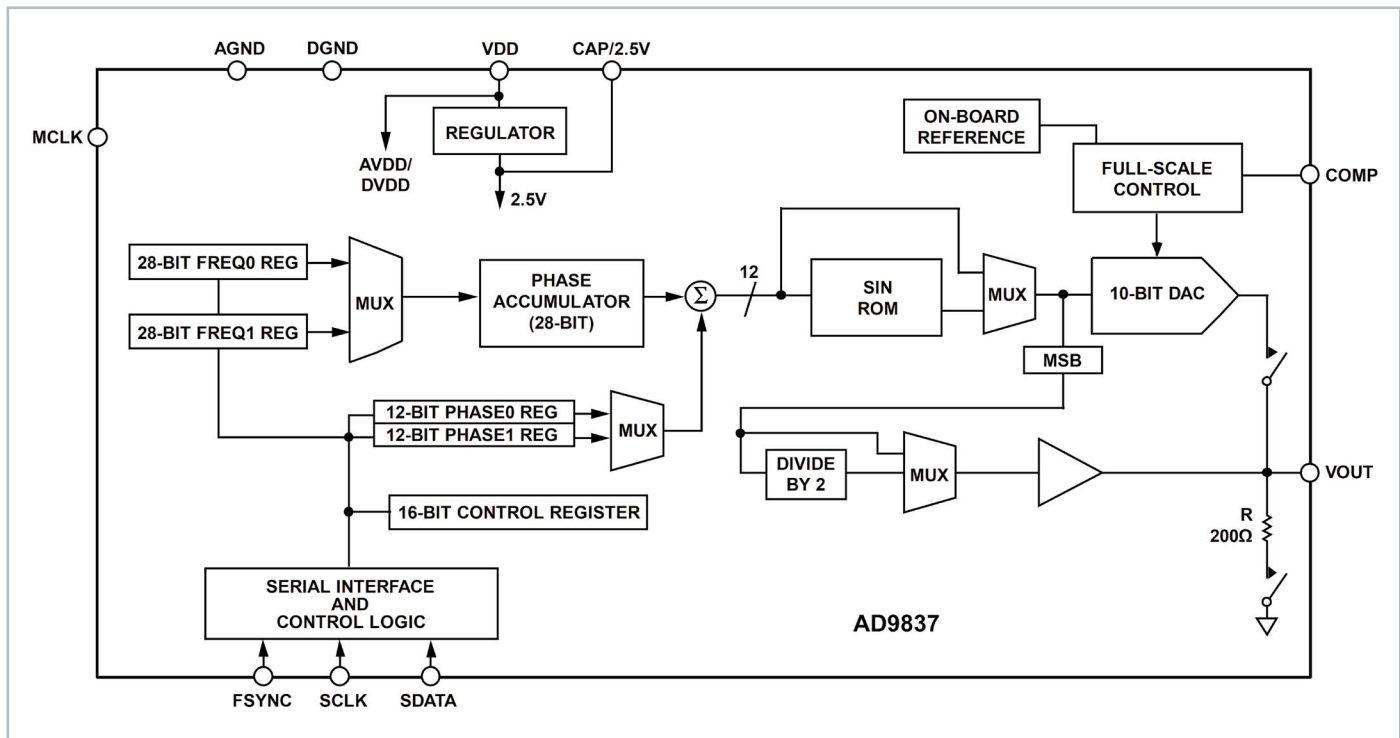 AGND
DGND
VDD
CAP/2.5V
MCLK
REGULATOR
AVDD/
DVDD
2.5V
ON-BOARD
REFERENCE
FULL-SCALE
CONTROL
COMP
28-BIT FREQ0 REG
28-BIT FREQ1 REG
MUX
PHASE
ACCUMULATOR
(28-BIT)
Σ
12
SIN
ROM
MUX
10-BIT DAC
MSB
12-BIT PHASE0 REG
12-BIT PHASE1 REG
MUX
DIVIDE
BY 2
MUX
VOUT
16-BIT CONTROL REGISTER
R
200Ω
SERIAL INTERFACE
AND
CONTROL LOGIC
AD9837
FSYNC
SCLK
SDATA